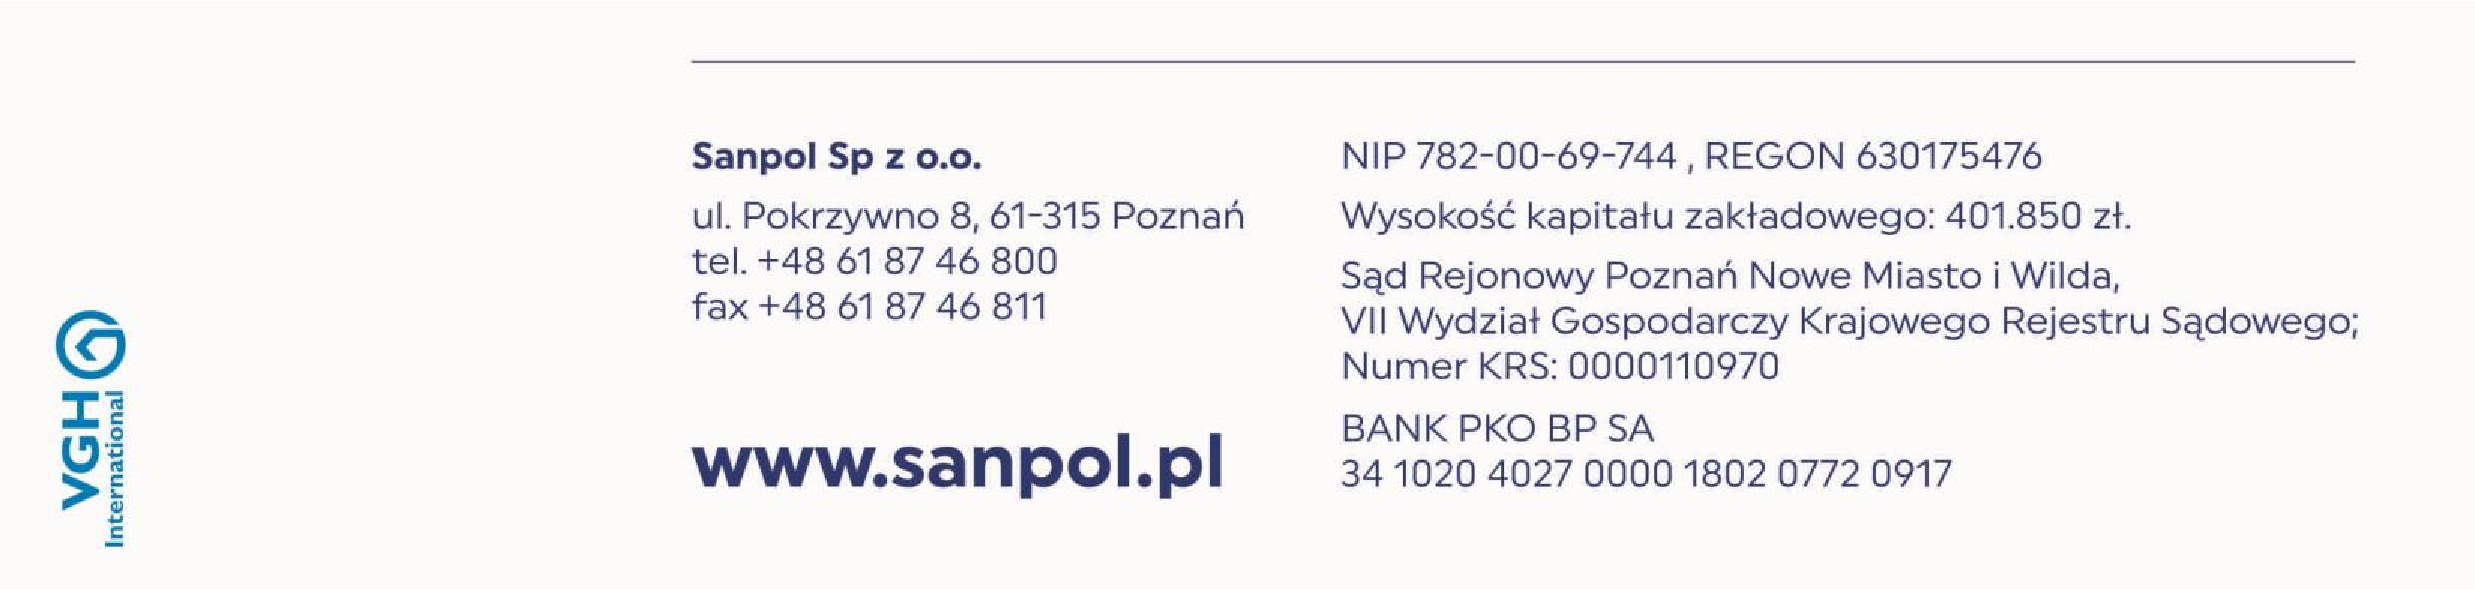 Sanpol Sp z o.o.
ul. Pokrzywno 8, 61-315 Poznań
tel. +48 61 87 46 800
fax +48 61 87 46 811
www.sanpol.pl
NIP 782-00-69-744 , REGON 630175476
Wysokość kapitału zakładowego: 401.850 zł.
Sąd Rejonowy Poznań Nowe Miasto i Wilda,
VII Wydział Gospodarczy Krajowego Rejestru Sądowego;
Numer KRS: 0000110970
BANK PKO BP SA
34 1020 4027 0000 1802 0772 0917
VGH
International